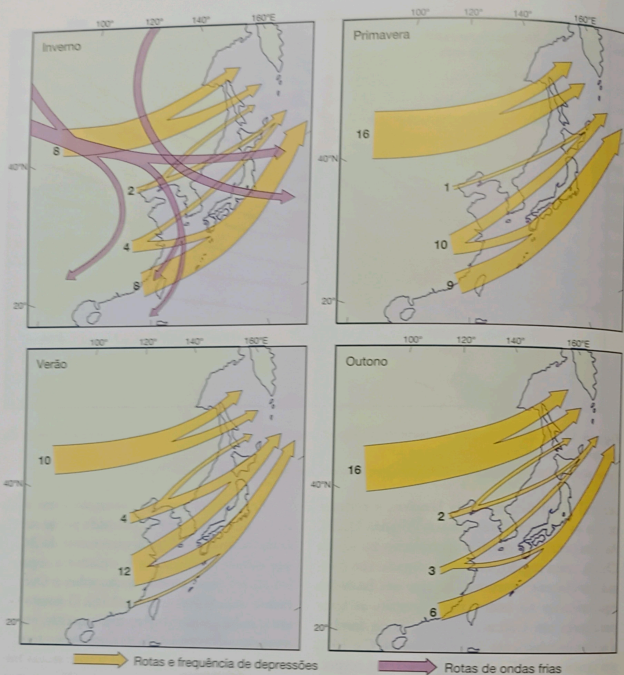 100° 120° 140° 160°E
Inverno
8
40°N
2
4
8
20°
100° 120° 140° 160°E
Primavera
16
40°N
1
10
9
20°
100° 120° 140° 160°E
Verão
10
40°N
4
12
1
20°
100° 120° 140° 160°E
Outono
16
40°N
2
3
6
20°
Rotas e frequência de depressões
Rotas de ondas frias